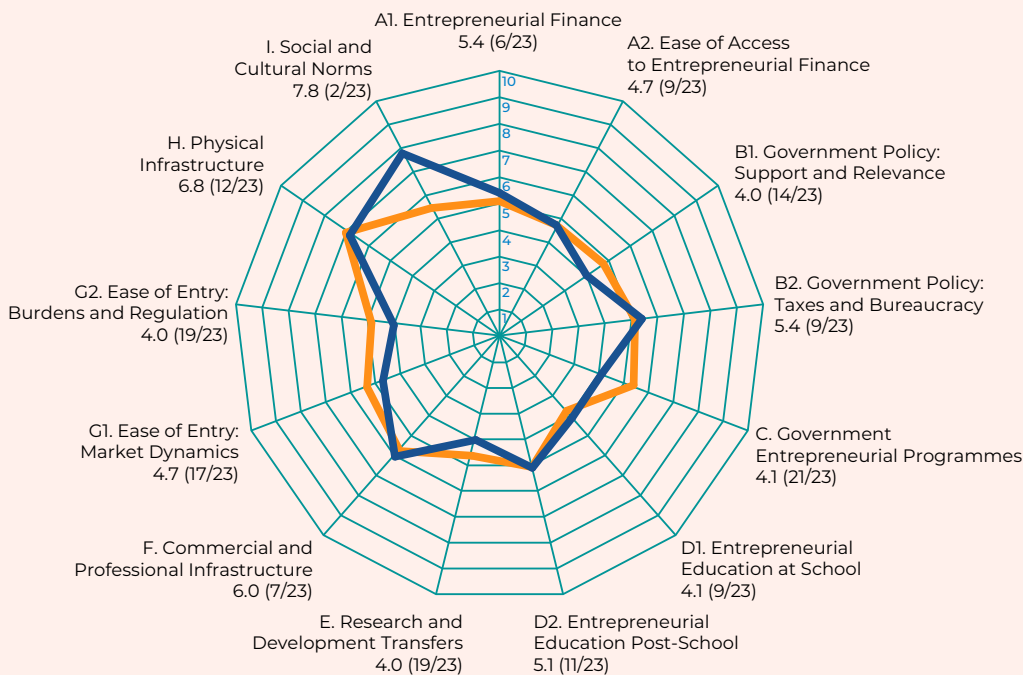 A1. Entrepreneurial Finance
5.4 (6/23)
A2. Ease of Access
to Entrepreneurial Finance
4.7 (9/23)
B1. Government Policy:
Support and Relevance
4.0 (14/23)
B2. Government Policy:
Taxes and Bureaucracy
5.4 (9/23)
C. Government
Entrepreneurial Programmes
4.1 (21/23)
D1. Entrepreneurial
Education at School
4.1 (9/23)
D2. Entrepreneurial
Education Post-School
5.1 (11/23)
E. Research and
Development Transfers
4.0 (19/23)
F. Commercial and
Professional Infrastructure
6.0 (7/23)
G1. Ease of Entry:
Market Dynamics
4.7 (17/23)
G2. Ease of Entry:
Burdens and Regulation
4.0 (19/23)
H. Physical
Infrastructure
6.8 (12/23)
I. Social and
Cultural Norms
7.8 (2/23)
10
9
8
7
6
5
4
3
2
1